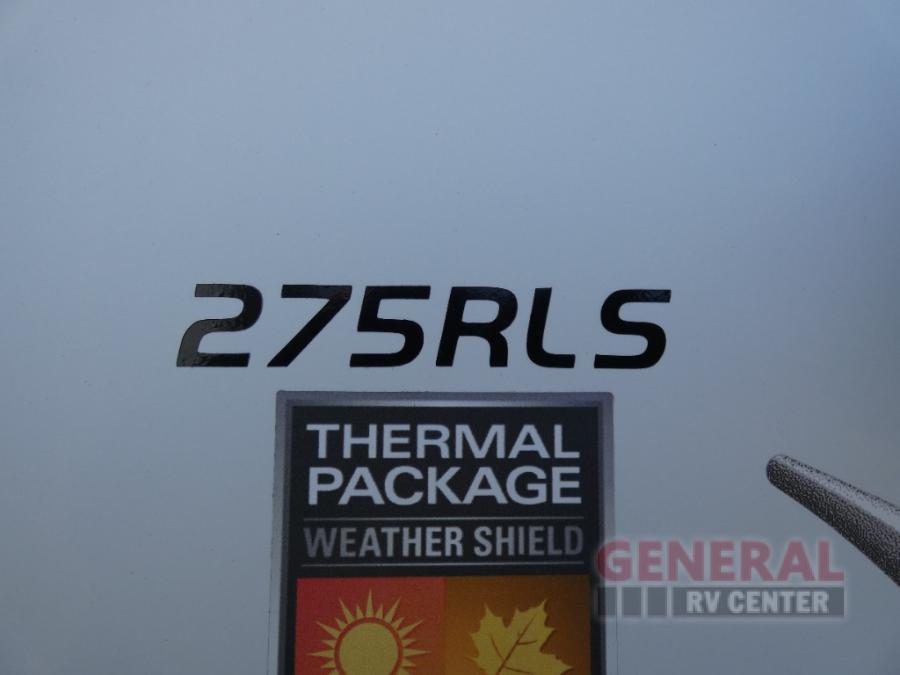 275RLS
THERMAL
PACKAGE
WEATHER SHIELD
GENERAL
RV CENTER